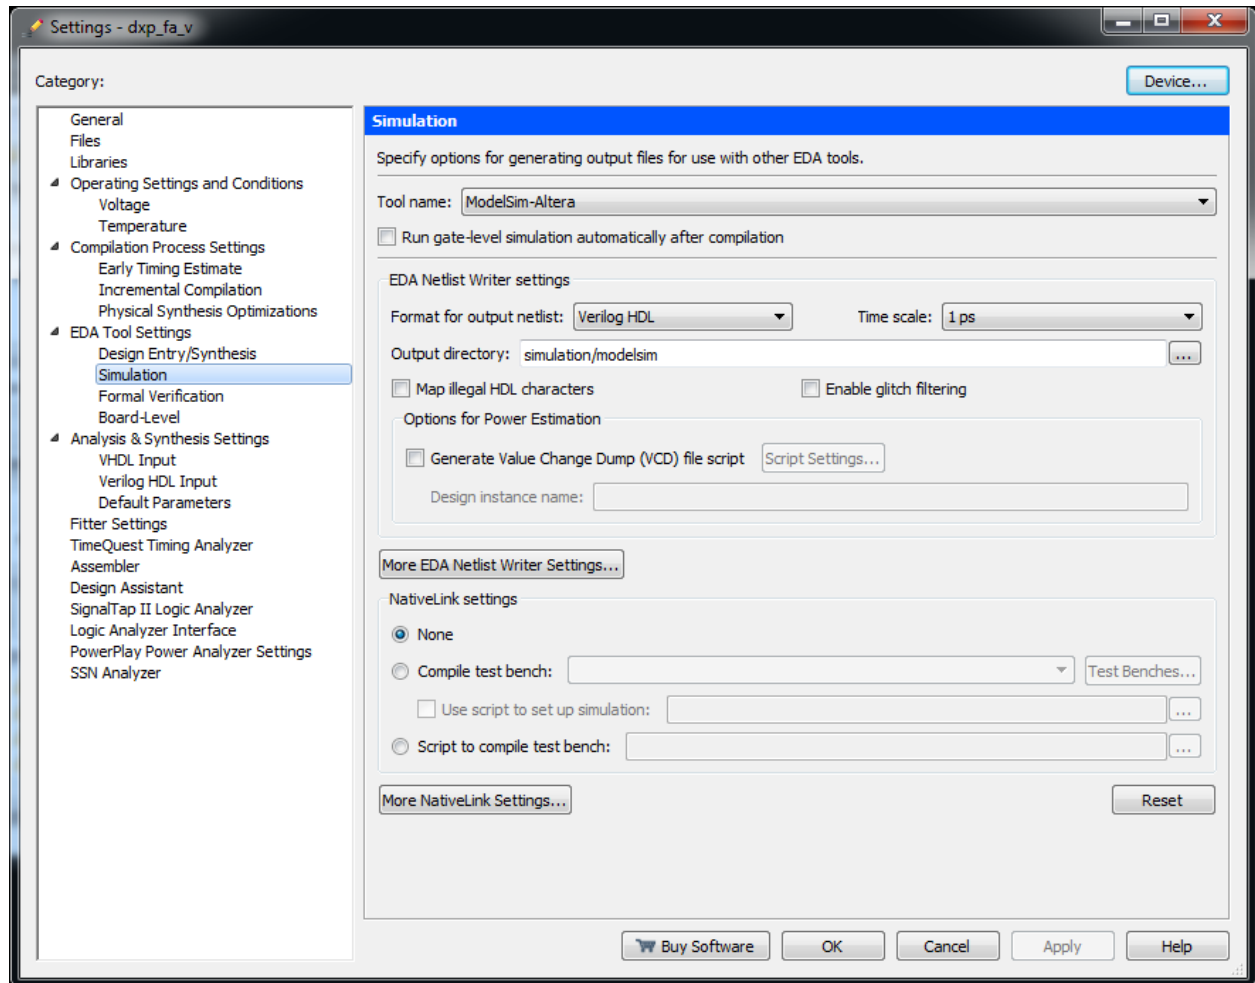 Settings - dxp_fa_v
Category:
Device...
General
Files
Libraries
Operating Settings and Conditions
Voltage
Temperature
Compilation Process Settings
Early Timing Estimate
Incremental Compilation
Physical Synthesis Optimizations
EDA Tool Settings
Design Entry/Synthesis
Simulation
Formal Verification
Board-Level
Analysis & Synthesis Settings
VHDL Input
Verilog HDL Input
Default Parameters
Fitter Settings
TimeQuest Timing Analyzer
Assembler
Design Assistant
SignalTap II Logic Analyzer
Logic Analyzer Interface
PowerPlay Power Analyzer Settings
SSN Analyzer
Simulation
Specify options for generating output files for use with other EDA tools.
Tool name: ModelSim-Altera
Run gate-level simulation automatically after compilation
EDA Netlist Writer settings
Format for output netlist: Verilog HDL Time scale: 1 ps
Output directory: simulation/modelsim ...
Map illegal HDL characters Enable glitch filtering
Options for Power Estimation
Generate Value Change Dump (VCD) file script Script Settings...
Design instance name:
More EDA Netlist Writer Settings...
NativeLink settings
None
Compile test bench: Test Benches...
Use script to set up simulation: ...
Script to compile test bench: ...
More NativeLink Settings... Reset
Buy Software OK Cancel Apply Help